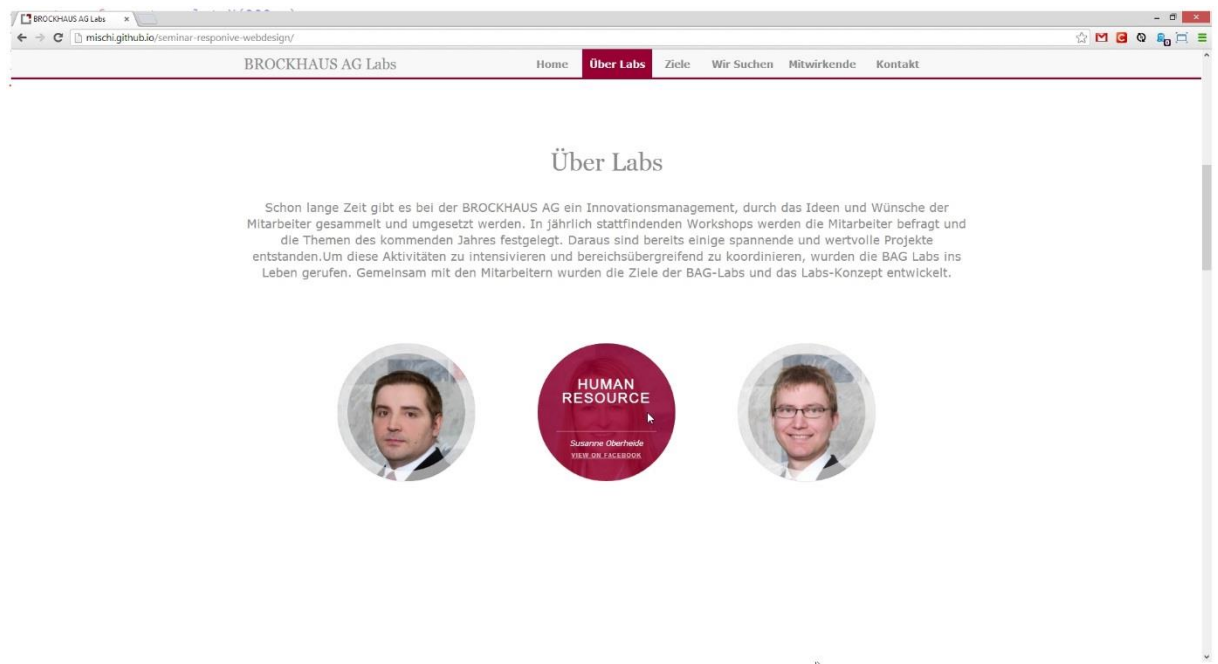 BROCKHAUS AG Labs
mischi.github.io/seminar-responive-webdesign/
BROCKHAUS AG Labs
Home Über Labs Ziele Wir Suchen Mitwirkende Kontakt
Über Labs
Schon lange Zeit gibt es bei der BROCKHAUS AG ein Innovationsmanagement, durch das Ideen und Wünsche der
Mitarbeiter gesammelt und umgesetzt werden. In jährlich stattfindenden Workshops werden die Mitarbeiter befragt und
die Themen des kommenden Jahres festgelegt. Daraus sind bereits einige spannende und wertvolle Projekte
entstanden.Um diese Aktivitäten zu intensivieren und bereichsübergreifend zu koordinieren, wurden die BAG Labs ins
Leben gerufen. Gemeinsam mit den Mitarbeitern wurden die Ziele der BAG-Labs und das Labs-Konzept entwickelt.
HUMAN
RESOURCE
Susanne Oberheide
VIEW ON FACEBOOK